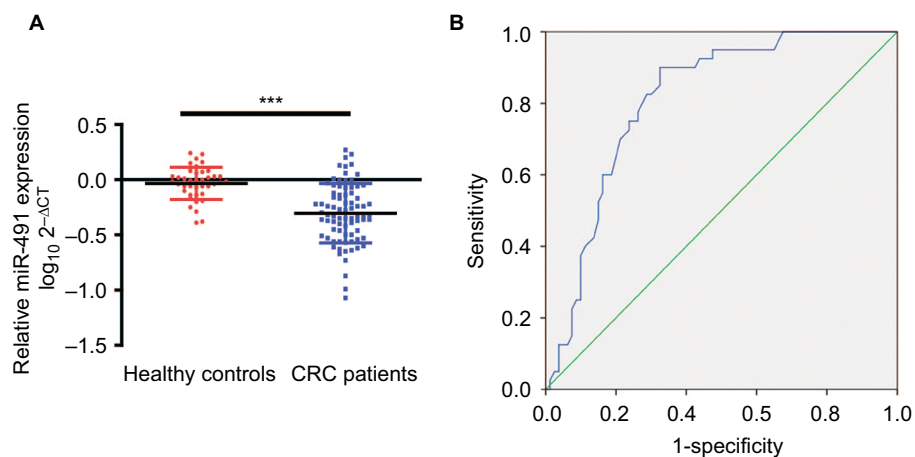 A
***
Relative miR-491 expression
log₁₀ 2⁻ΔCT
0.5
0.0
–0.5
–1.0
–1.5
Healthy controls
CRC patients
B
Sensitivity
1.0
0.8
0.6
0.4
0.2
0.0
0.0
0.2
0.4
0.5
0.8
1.0
1-specificity